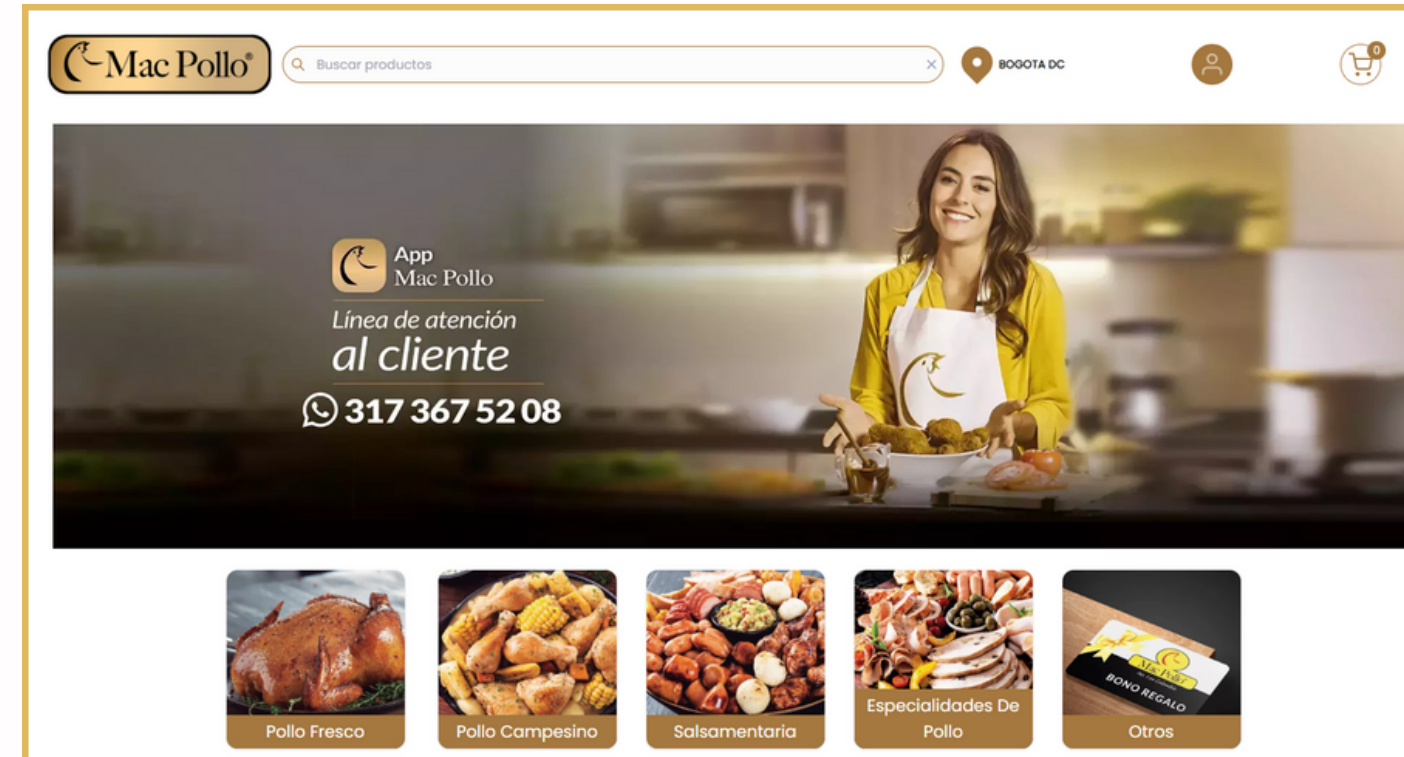 Mac Pollo®
Buscar productos
BOGOTA DC
0
App
Mac Pollo
Línea de atención
al cliente
317 367 52 08
Mac Pollo
BONO REGALO
Pollo Fresco
Pollo Campesino
Salsamentaria
Especialidades De
Pollo
Otros